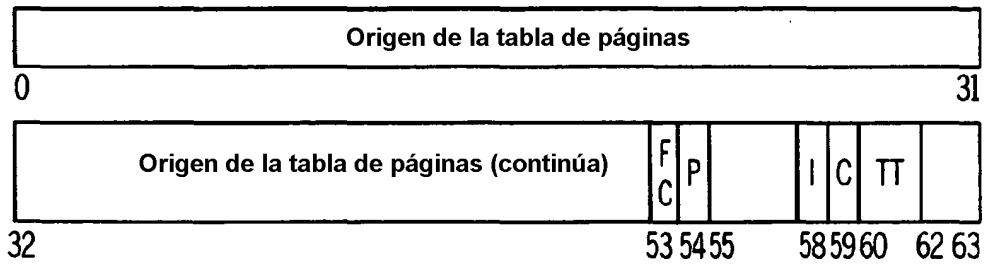 Origen de la tabla de páginas
0 31
Origen de la tabla de páginas (continúa) F C P I C TT
32 53 54 55 58 59 60 62 63